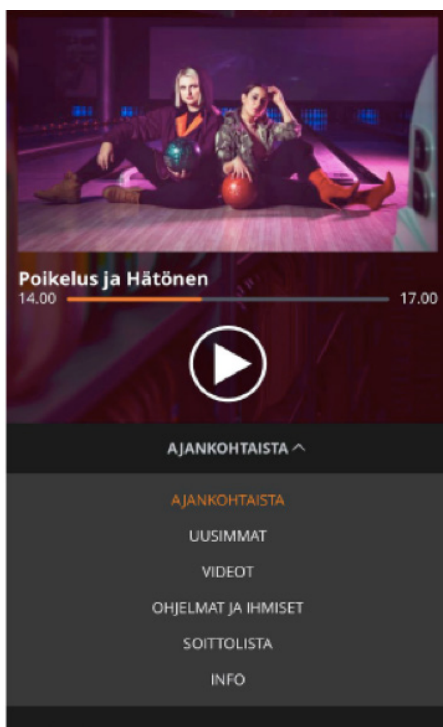 Poikelus ja Hätönen
14.00 17.00
AJANKOHTAISTA
AJANKOHTAISTA
UUSIMMAT
VIDEOT
OHJELMAT JA IHMISET
SOITTOLISTA
INFO